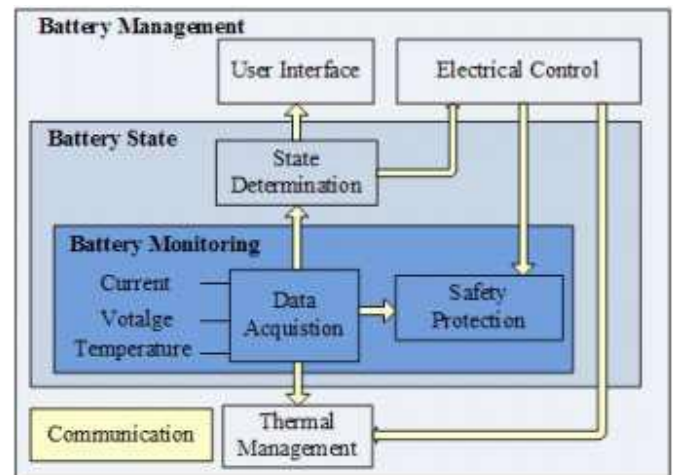 Battery Management
User Interface
Electrical Control
Battery State
State
Determination
Battery Monitoring
Current
Votalge
Temperature
Data
Acquistion
Safety
Protection
Communication
Thermal
Management